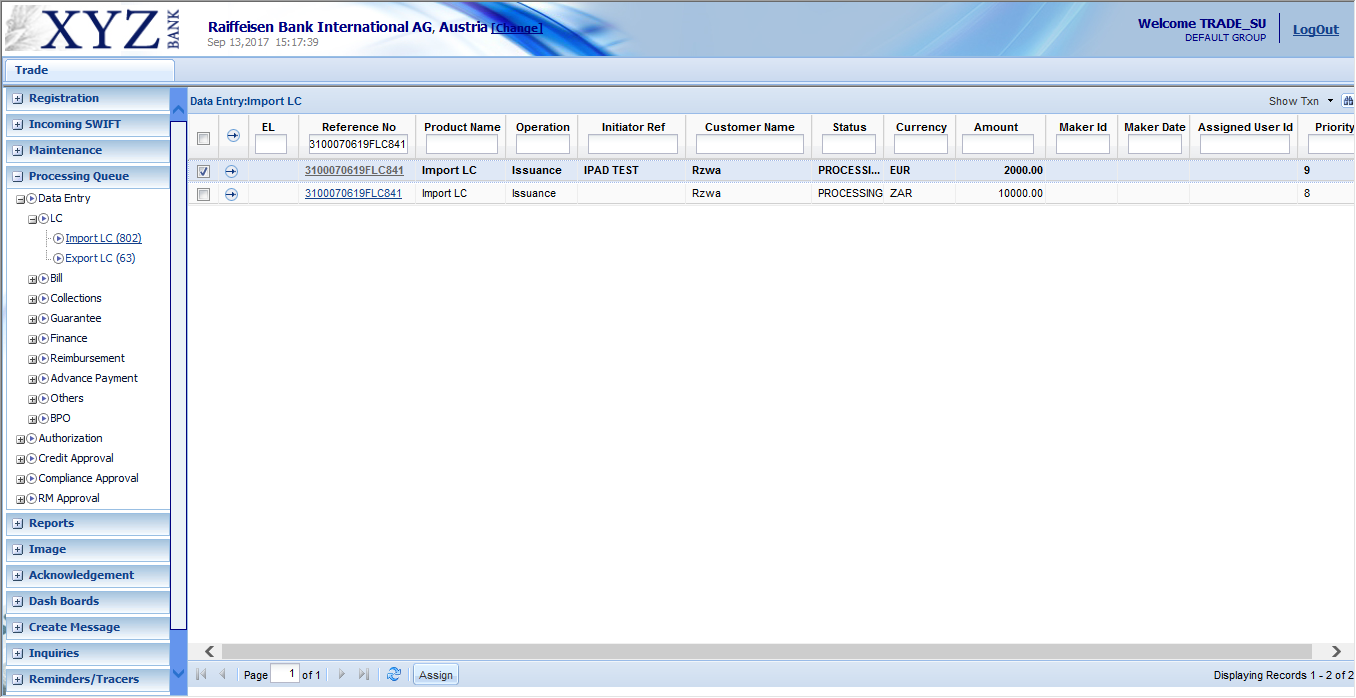 XYZ BANK
Raiffeisen Bank International AG, Austria [Change]
Sep 13,2017 15:17:39
Welcome TRADE_SU
DEFAULT GROUP
LogOut
Trade
Registration
Incoming SWIFT
Maintenance
Processing Queue
Data Entry
LC
Import LC (802)
Export LC (63)
Bill
Collections
Guarantee
Finance
Reimbursement
Advance Payment
Others
BPO
Authorization
Credit Approval
Compliance Approval
RM Approval
Reports
Image
Acknowledgement
Dash Boards
Create Message
Inquiries
Reminders/Tracers
Data Entry:Import LC
Show Txn
EL Reference No Product Name Operation Initiator Ref Customer Name Status Currency Amount Maker Id Maker Date Assigned User Id Priority
3100070619FLC841
3100070619FLC841 Import LC Issuance IPAD TEST Rzwa PROCESSI... EUR 2000.00 9
3100070619FLC841 Import LC Issuance Rzwa PROCESSING ZAR 10000.00 8
Page 1 of 1 Assign Displaying Records 1 - 2 of 2